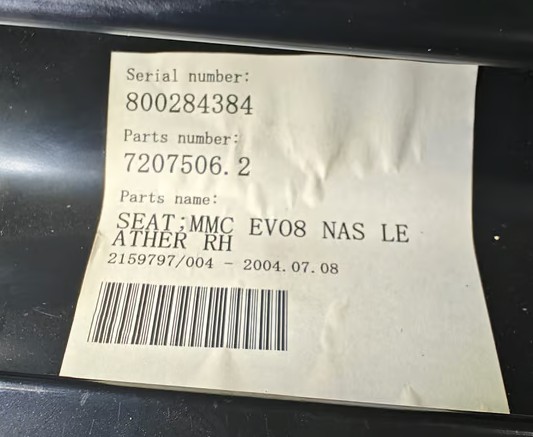 Serial number:
800284384
Parts number:
7207506.2
Parts name:
SEAT;MMC EVO8 NAS LE
ATHER RH
2159797/004 - 2004.07.08